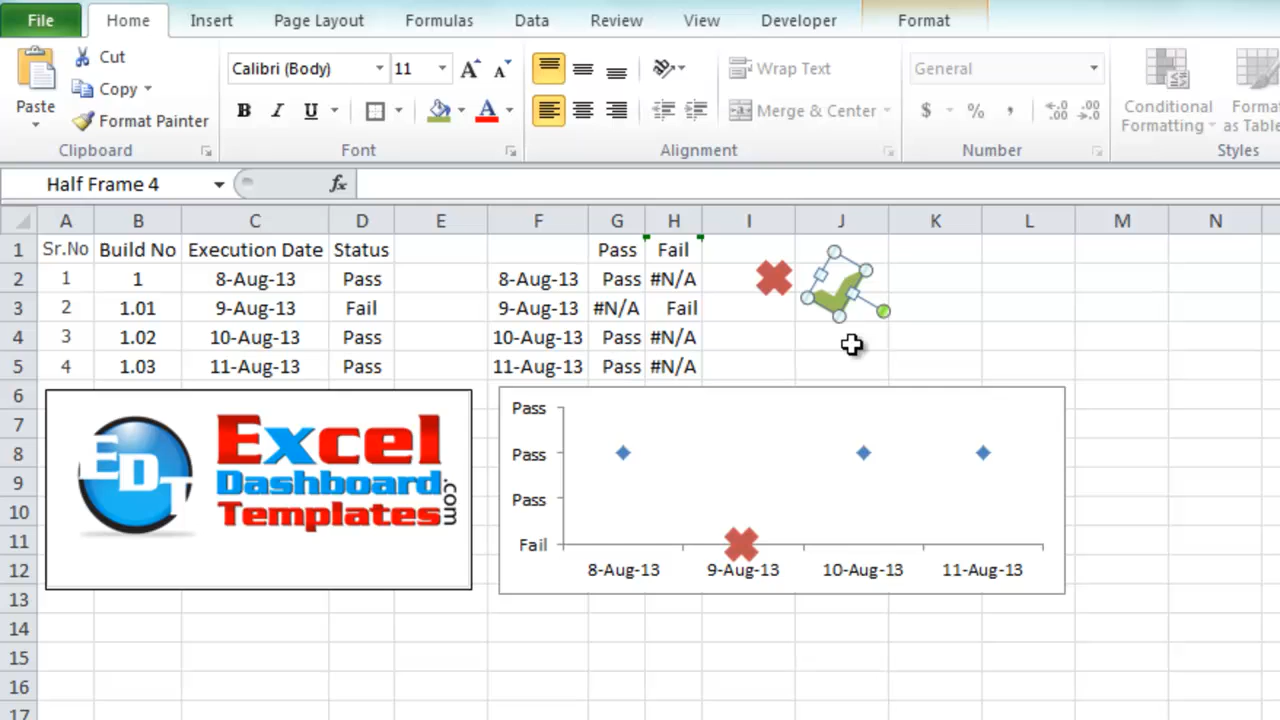 File Home Insert Page Layout Formulas Data Review View Developer Format
Cut
Copy
Format Painter
Paste
Calibri (Body) 11 A A
B I U A
Wrap Text
Merge & Center
General
$ % , .0 .00 .00 .0
Conditional Formatting
Format as Table
Clipboard Font Alignment Number Styles
Half Frame 4 fx
A B C D E F G H I J K L M N
1 Sr.No Build No Execution Date Status Pass Fail
2 1 1 8-Aug-13 Pass 8-Aug-13 Pass #N/A
3 2 1.01 9-Aug-13 Fail 9-Aug-13 #N/A Fail
4 3 1.02 10-Aug-13 Pass 10-Aug-13 Pass #N/A
5 4 1.03 11-Aug-13 Pass 11-Aug-13 Pass #N/A
6
7
8
9
10
11
12
13
14
15
16
17
EDT
Excel
Dashboard
Templates
.com
Pass
Pass
Pass
Fail
8-Aug-13 9-Aug-13 10-Aug-13 11-Aug-13